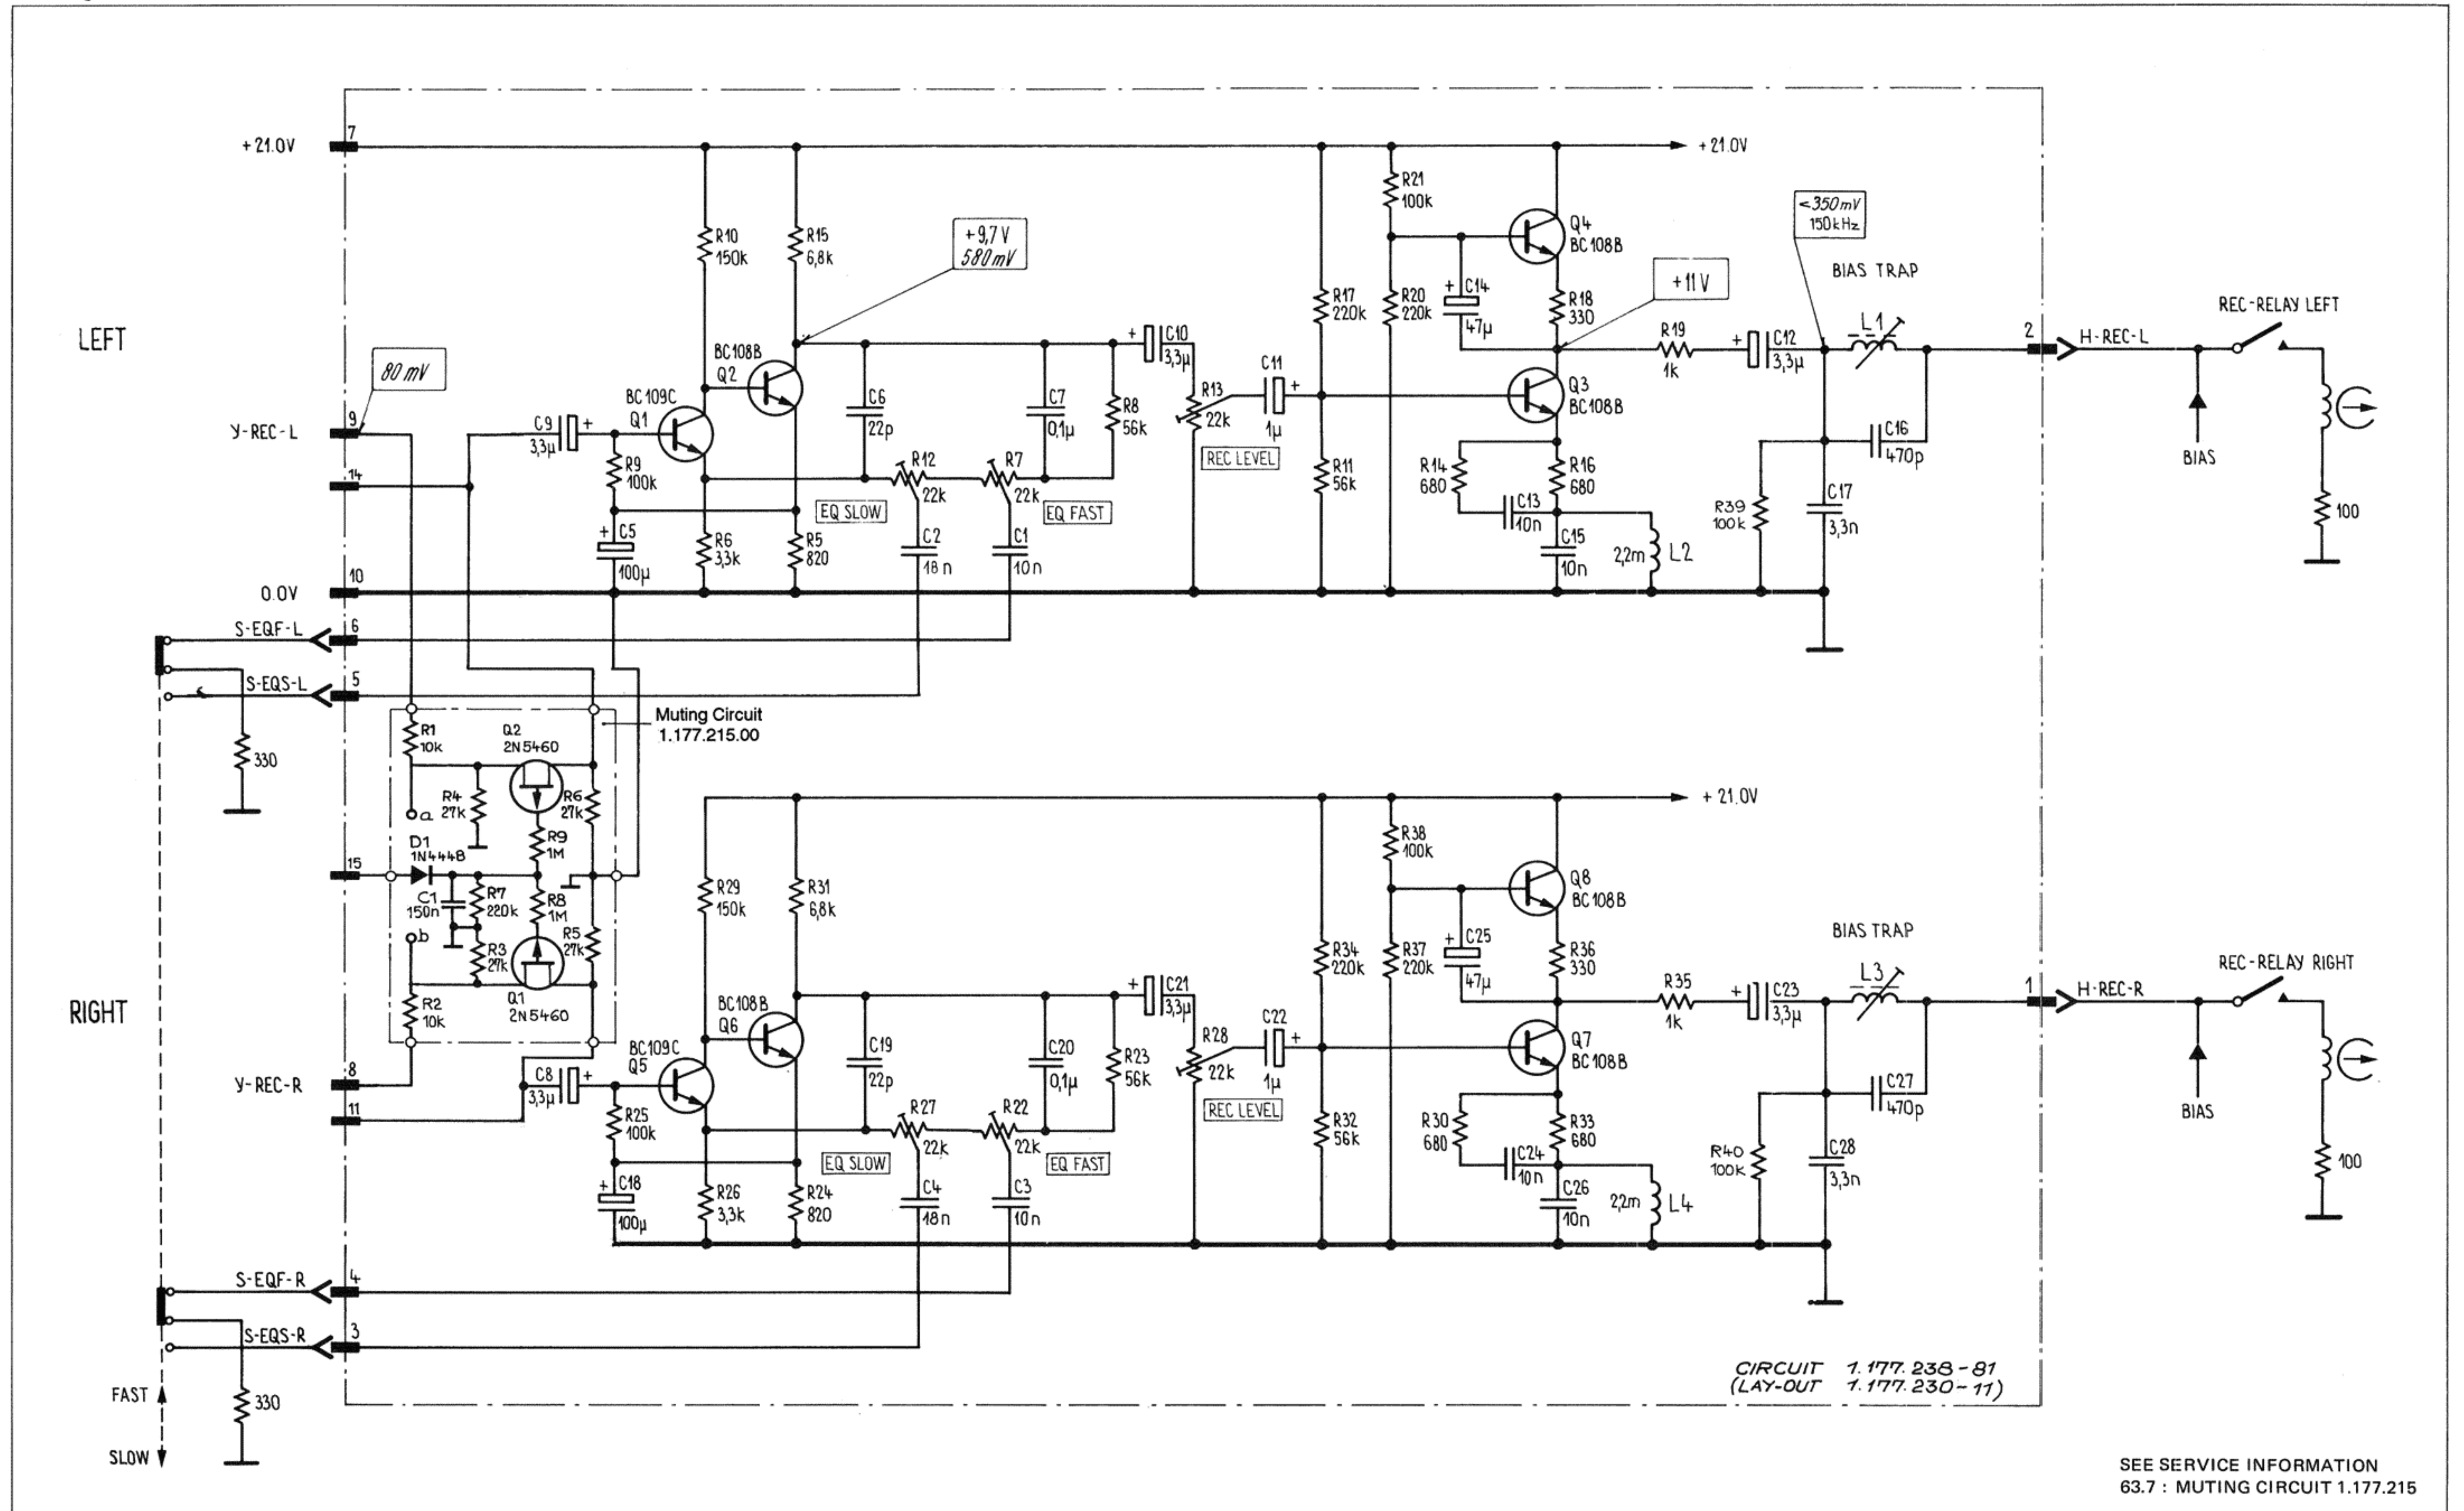 +21.0V
7
+21.0V
R10
150k
R15
6,8k
+9,7V
580mV
R21
100k
Q4
BC108B
<350mV
150kHz
BIAS TRAP
+11V
R17
220k
R20
220k
+ C14
47µ
R18
330
REC-RELAY LEFT
LEFT
80mV
BC108B
Q2
BC109C
Q1
+ C10
3,3µ
R13
22k
REC LEVEL
C11
+
1µ
R19
1k
+ C12
3,3µ
L1
2
H-REC-L
Q3
BC108B
Y-REC-L
9
14
C9 +
3,3µ
R9
100k
C6
22p
C7
0,1µ
R8
56k
R12
22k
R7
22k
EQ SLOW
EQ FAST
R11
56k
R14
680
R16
680
C13
10n
C15
10n
2,2m
L2
R39
100k
C16
470p
C17
3,3n
BIAS
100
+ C5
100µ
R6
3,3k
R5
820
C2
18n
C1
10n
0.0V
10
S-EQF-L
6
S-EQS-L
5
330
Muting Circuit
1.177.215.00
R1
10k
Q2
2N5460
R4
27k
R6
27k
a
R9
1M
D1
1N4448
15
C1
150n
R7
220k
R8
1M
b
R3
27k
R5
27k
R2
10k
Q1
2N5460
+21.0V
R29
150k
R31
6,8k
R38
100k
Q8
BC108B
BIAS TRAP
R34
220k
R37
220k
+ C25
47µ
R36
330
REC-RELAY RIGHT
RIGHT
BC108B
Q6
BC109C
Q5
+ C21
3,3µ
R28
22k
REC LEVEL
C22
+
1µ
R35
1k
+ C23
3,3µ
L3
1
H-REC-R
Q7
BC108B
Y-REC-R
8
11
C8 +
3,3µ
R25
100k
C19
22p
C20
0,1µ
R23
56k
R27
22k
R22
22k
EQ SLOW
EQ FAST
R32
56k
R30
680
R33
680
C24
10n
C26
10n
2,2m
L4
R40
100k
C27
470p
C28
3,3n
BIAS
100
+ C18
100µ
R26
3,3k
R24
820
C4
18n
C3
10n
S-EQF-R
4
S-EQS-R
3
FAST
SLOW
330
CIRCUIT 1.177.238-81
(LAY-OUT 1.177.230-11)
SEE SERVICE INFORMATION
63.7 : MUTING CIRCUIT 1.177.215